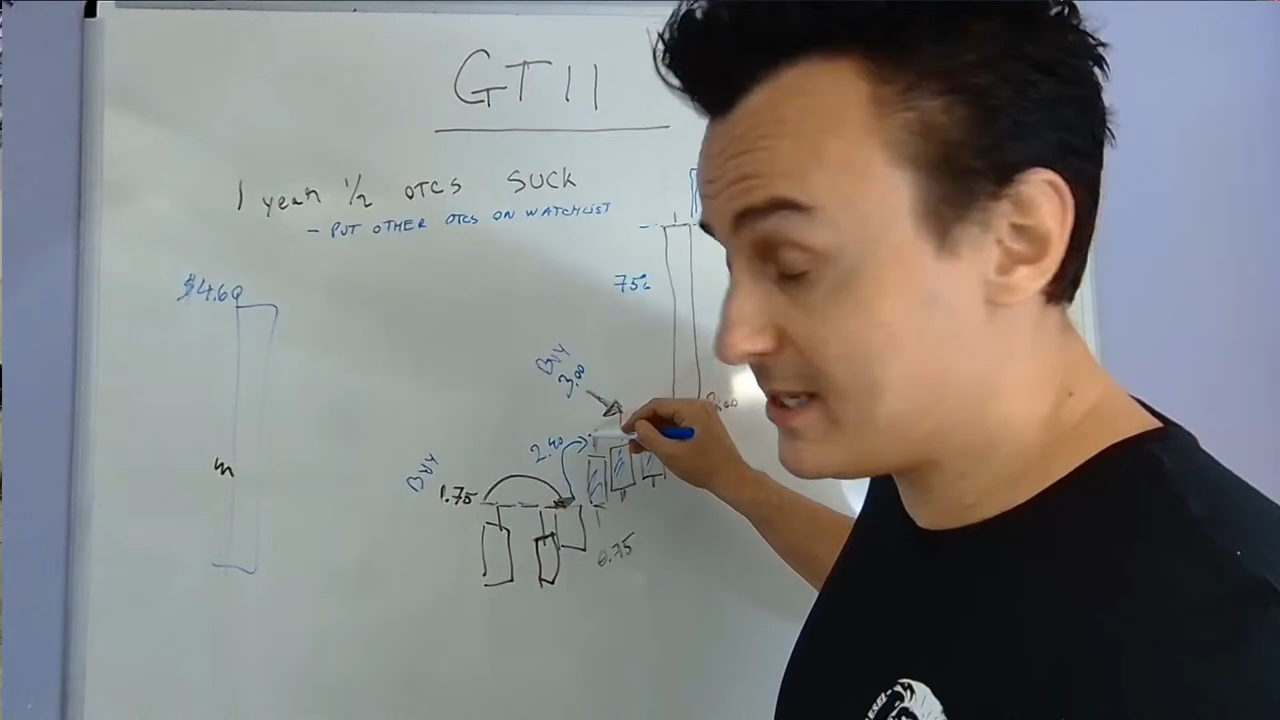 GTII
1 year 1/2 OTCS SUCK
- PUT OTHER OTCS ON WATCHLIST
$4.60
75%
BUY
3.00
2.40
BUY
1.75
0.75